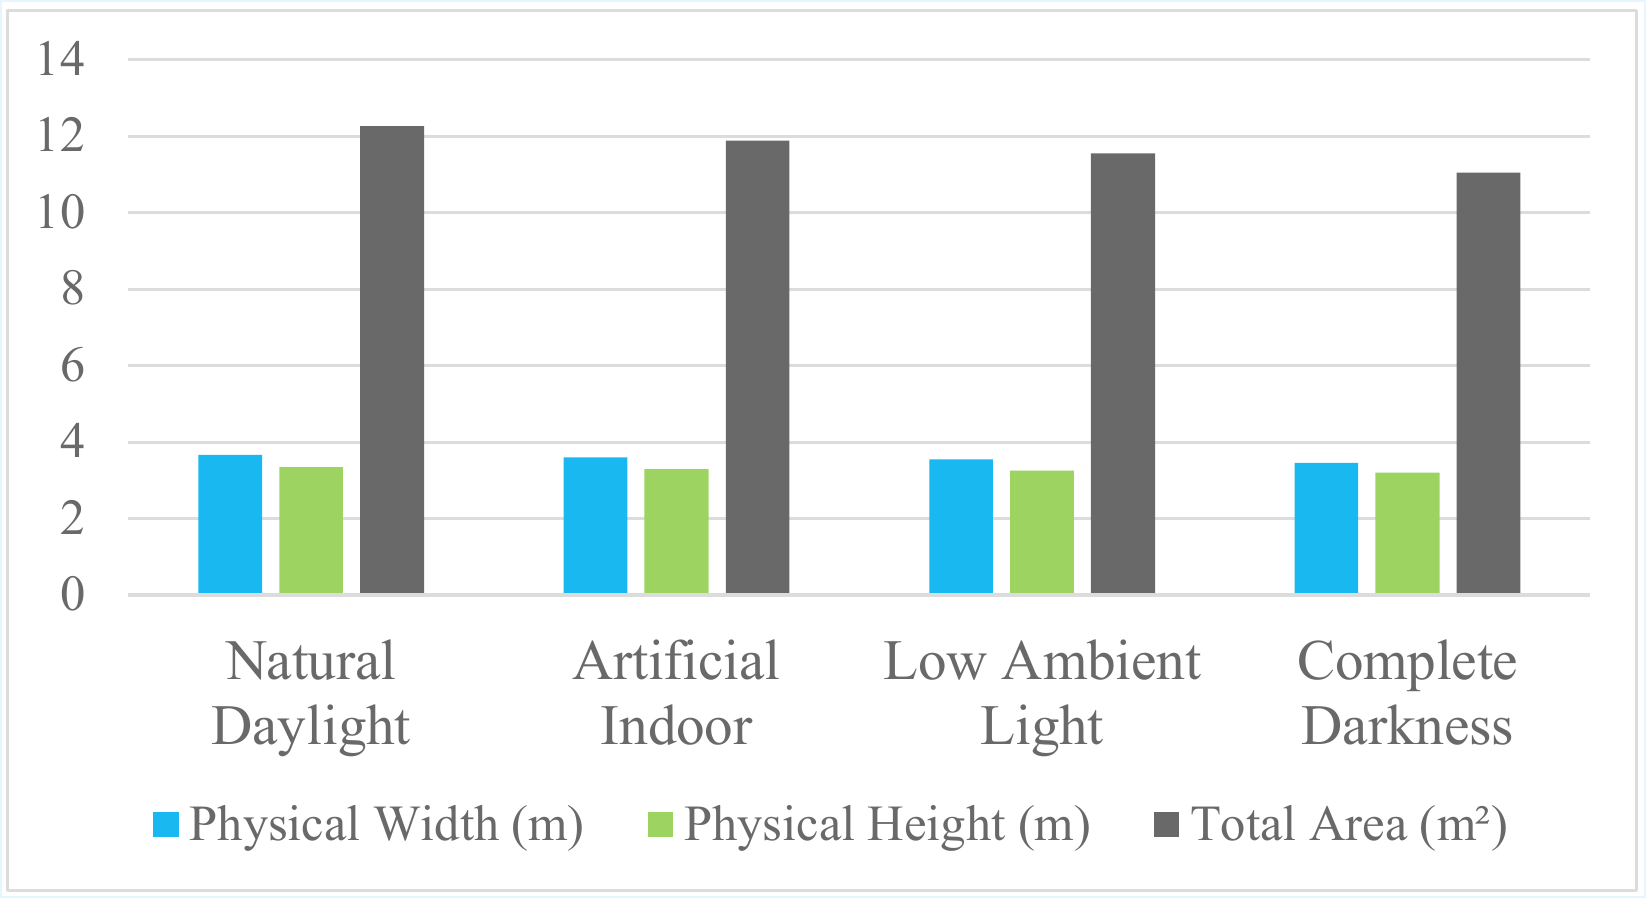 14
12
10
8
6
4
2
0
Natural Daylight
Artificial Indoor
Low Ambient Light
Complete Darkness
Physical Width (m)
Physical Height (m)
Total Area (m²)